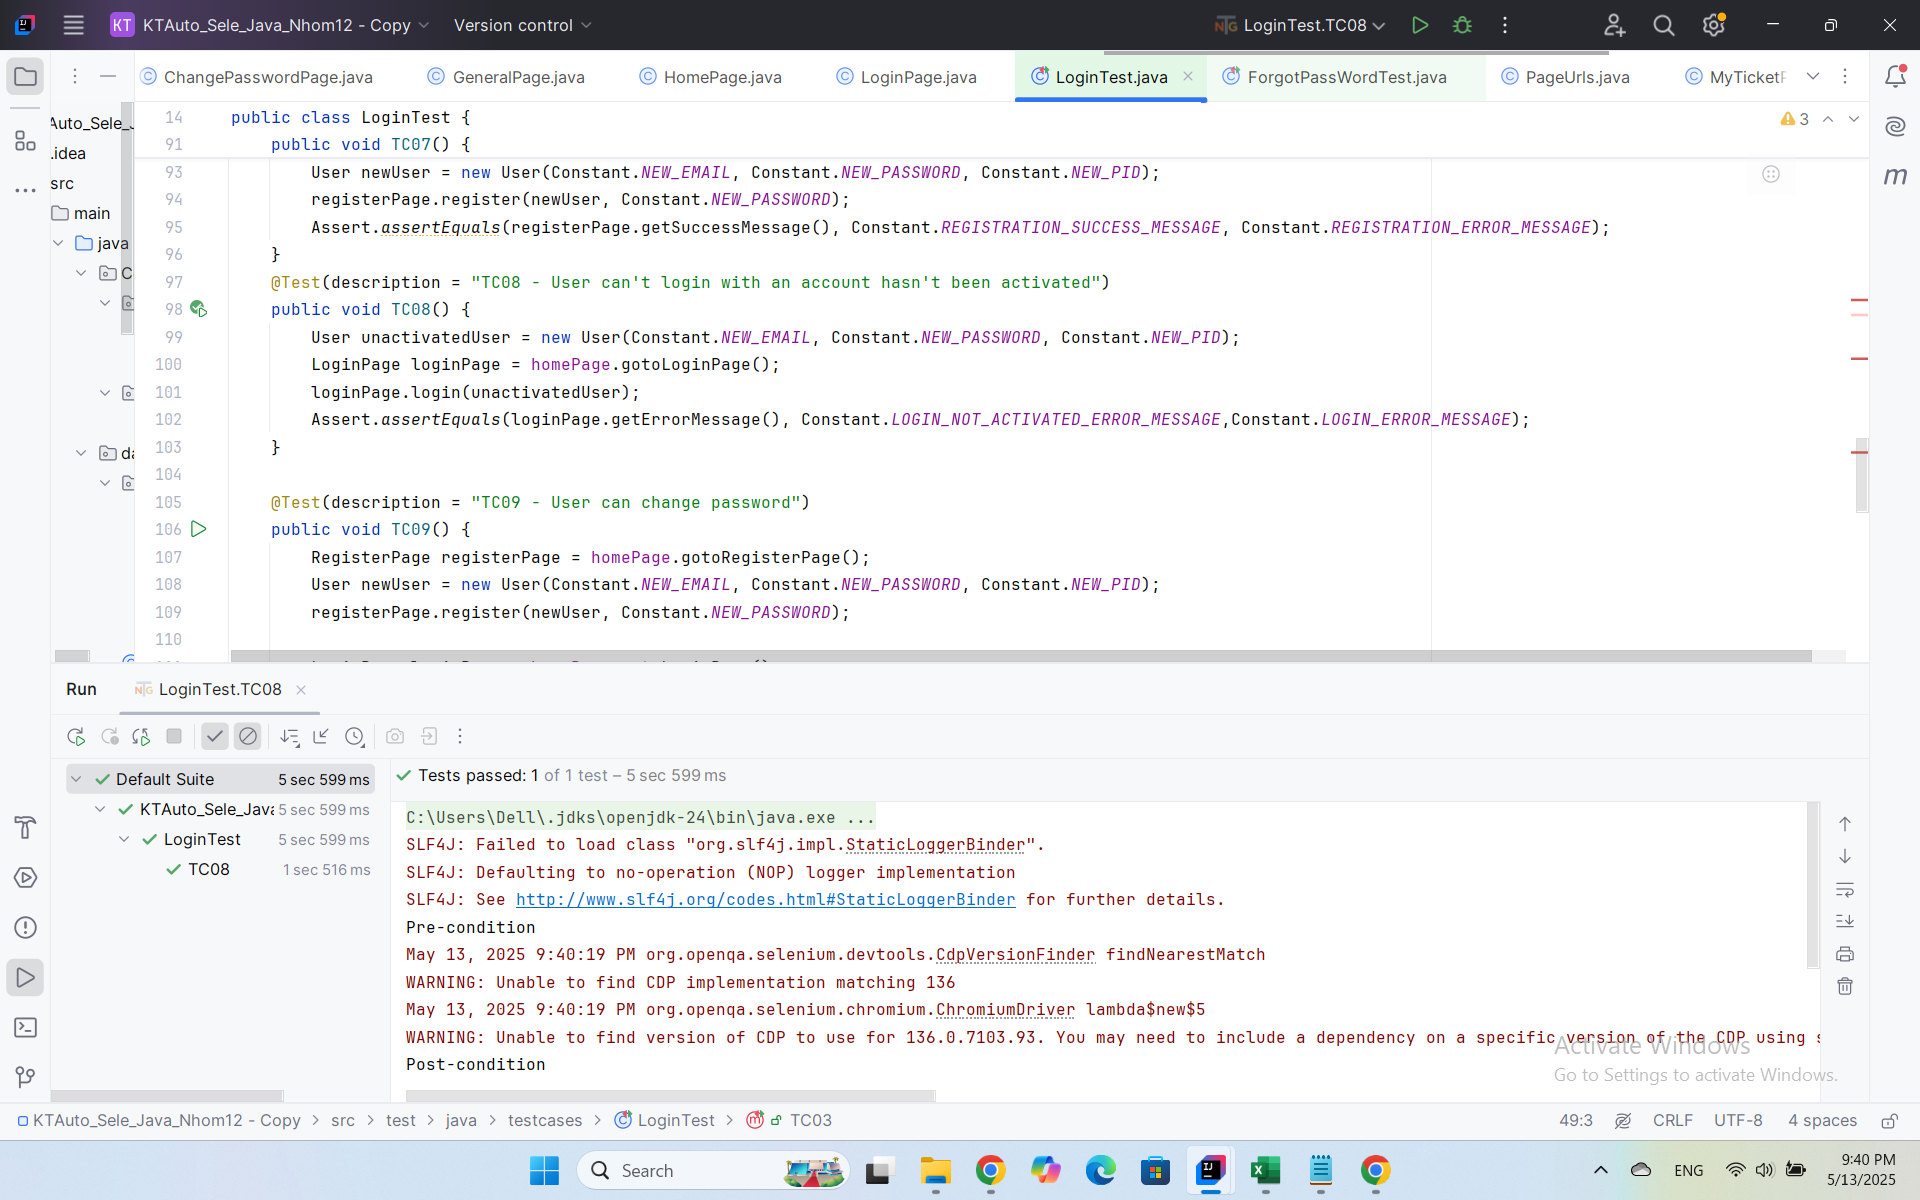 KT KTAuto_Sele_Java_Nhom12 - Copy Version control LoginTest.TC08
ChangePasswordPage.java GeneralPage.java HomePage.java LoginPage.java LoginTest.java ForgotPassWordTest.java PageUrls.java MyTicketP
Auto_Sele_J
.idea
src
main
java
C
da
14 public class LoginTest {
91 public void TC07() {
93 User newUser = new User(Constant.NEW_EMAIL, Constant.NEW_PASSWORD, Constant.NEW_PID);
94 registerPage.register(newUser, Constant.NEW_PASSWORD);
95 Assert.assertEquals(registerPage.getSuccessMessage(), Constant.REGISTRATION_SUCCESS_MESSAGE, Constant.REGISTRATION_ERROR_MESSAGE);
96 }
97 @Test(description = "TC08 - User can't login with an account hasn't been activated")
98 public void TC08() {
99 User unactivatedUser = new User(Constant.NEW_EMAIL, Constant.NEW_PASSWORD, Constant.NEW_PID);
100 LoginPage loginPage = homePage.gotoLoginPage();
101 loginPage.login(unactivatedUser);
102 Assert.assertEquals(loginPage.getErrorMessage(), Constant.LOGIN_NOT_ACTIVATED_ERROR_MESSAGE,Constant.LOGIN_ERROR_MESSAGE);
103 }
104
105 @Test(description = "TC09 - User can change password")
106 public void TC09() {
107 RegisterPage registerPage = homePage.gotoRegisterPage();
108 User newUser = new User(Constant.NEW_EMAIL, Constant.NEW_PASSWORD, Constant.NEW_PID);
109 registerPage.register(newUser, Constant.NEW_PASSWORD);
110
3
Run LoginTest.TC08
Default Suite 5 sec 599 ms
KTAuto_Sele_Java 5 sec 599 ms
LoginTest 5 sec 599 ms
TC08 1 sec 516 ms
Tests passed: 1 of 1 test – 5 sec 599 ms
C:\Users\Dell\.jdks\openjdk-24\bin\java.exe ...
SLF4J: Failed to load class "org.slf4j.impl.StaticLoggerBinder".
SLF4J: Defaulting to no-operation (NOP) logger implementation
SLF4J: See http://www.slf4j.org/codes.html#StaticLoggerBinder for further details.
Pre-condition
May 13, 2025 9:40:19 PM org.openqa.selenium.devtools.CdpVersionFinder findNearestMatch
WARNING: Unable to find CDP implementation matching 136
May 13, 2025 9:40:19 PM org.openqa.selenium.chromium.ChromiumDriver lambda$new$5
WARNING: Unable to find version of CDP to use for 136.0.7103.93. You may need to include a dependency on a specific version of the CDP using s
Post-condition
Activate Windows
Go to Settings to activate Windows.
KTAuto_Sele_Java_Nhom12 - Copy > src > test > java > testcases > LoginTest > TC03 49:3 CRLF UTF-8 4 spaces
Search ENG 9:40 PM
5/13/2025